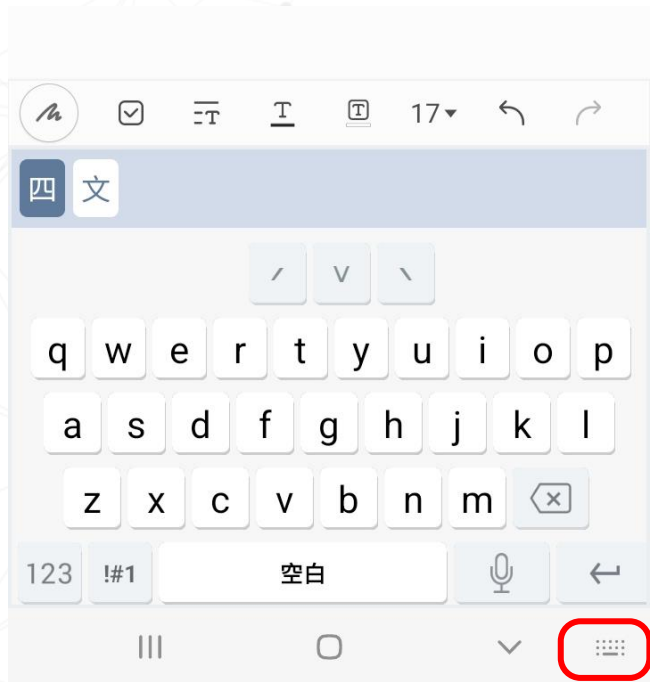 T T T 17
四 文
ˊ ˇ ˋ
q w e r t y u i o p
a s d f g h j k l
z x c v b n m
123 !#1 空白